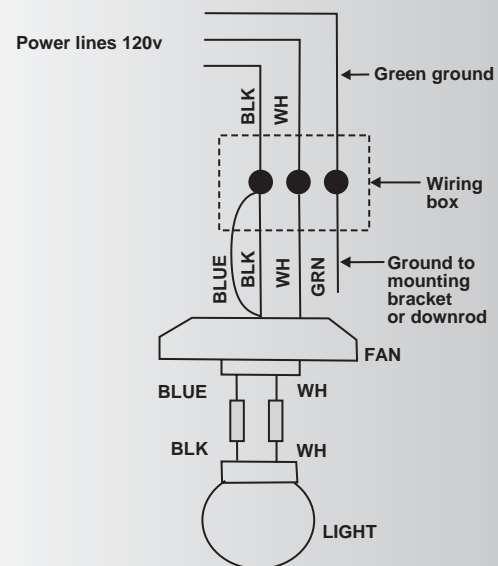 Power lines 120v
Green ground
BLK
WH
Wiring
box
BLUE
BLK
WH
GRN
Ground to
mounting
bracket
or downrod
FAN
BLUE
WH
BLK
WH
LIGHT